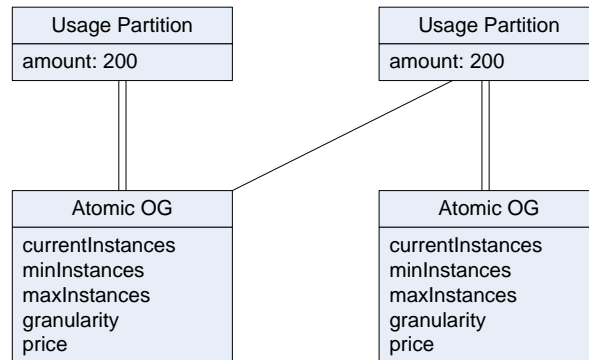 Usage Partition
amount: 200
Usage Partition
amount: 200
Atomic OG
currentInstances
minInstances
maxInstances
granularity
price
Atomic OG
currentInstances
minInstances
maxInstances
granularity
price